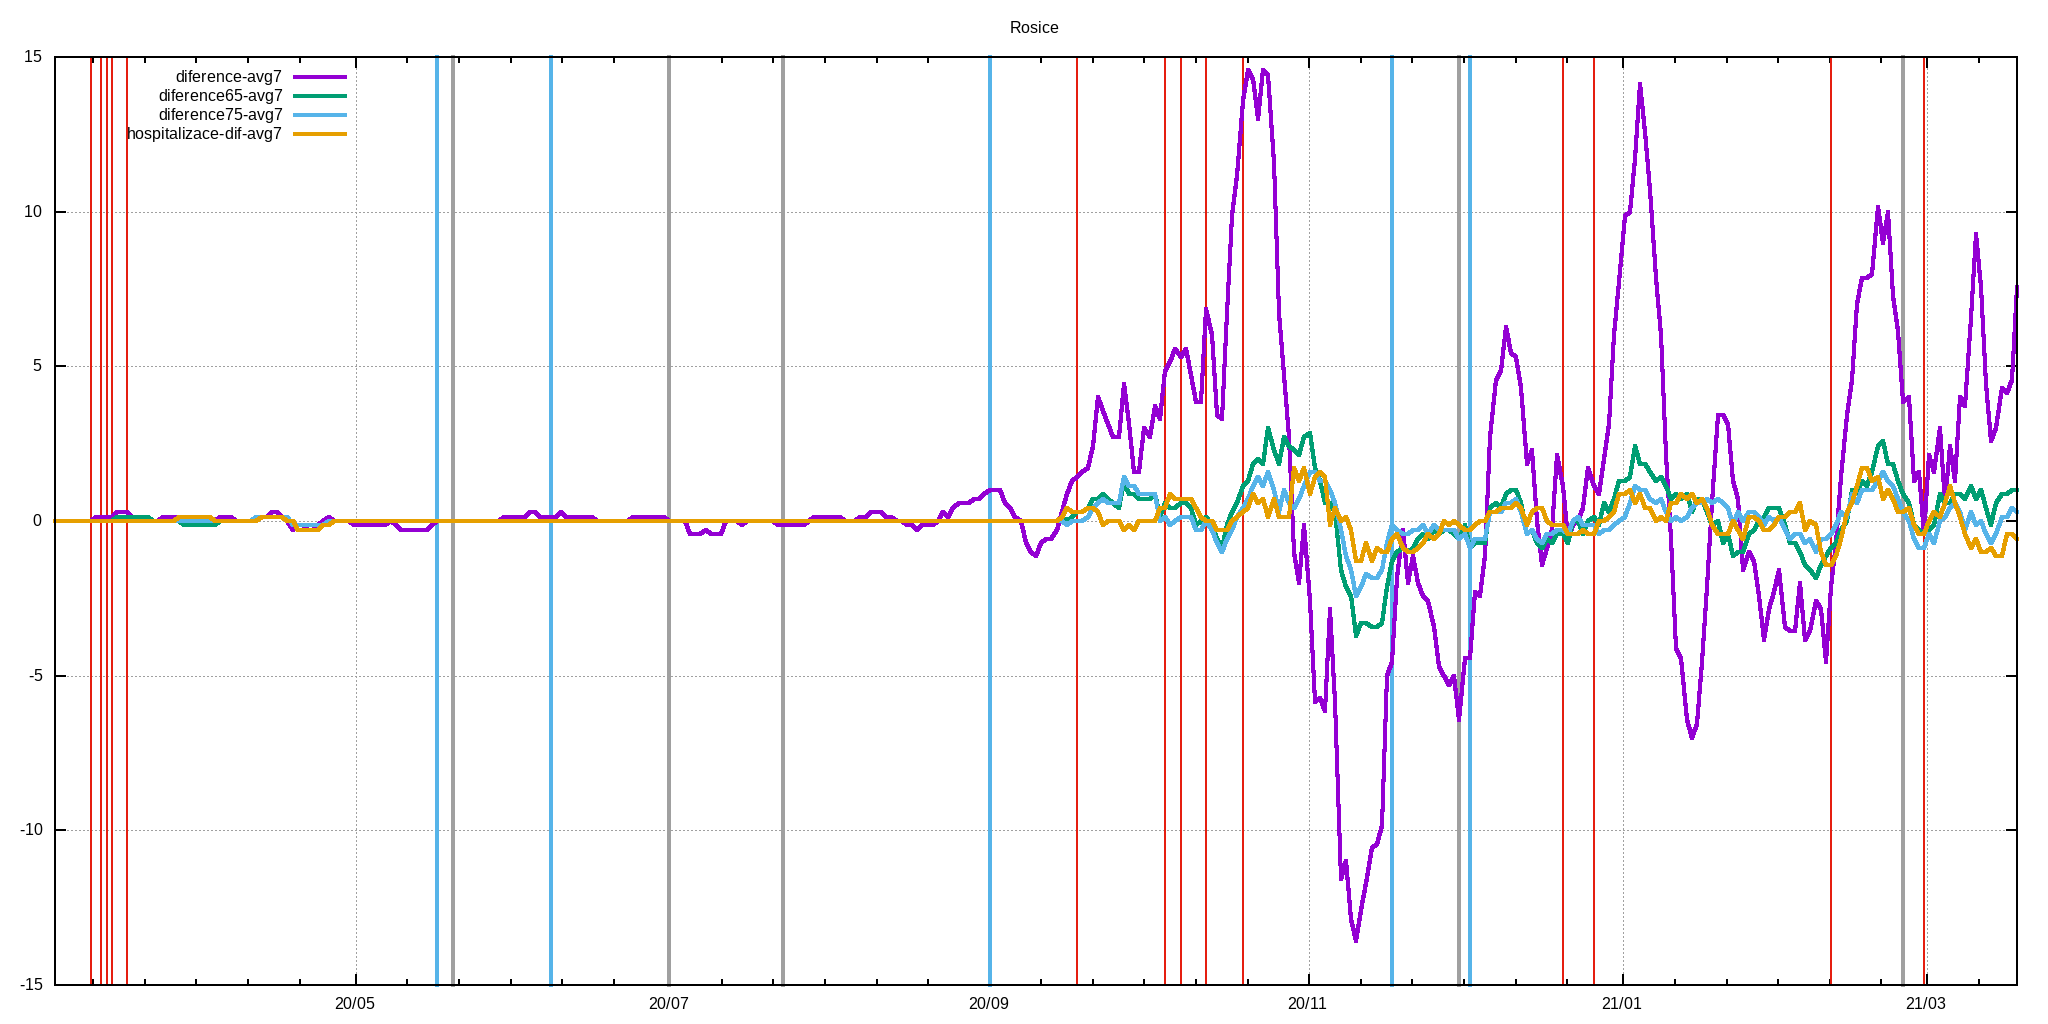 Rosice
diference-avg7
diference65-avg7
diference75-avg7
hospitalizace-dif-avg7
15
10
5
0
-5
-10
-15
20/05 20/07 20/09 20/11 21/01 21/03